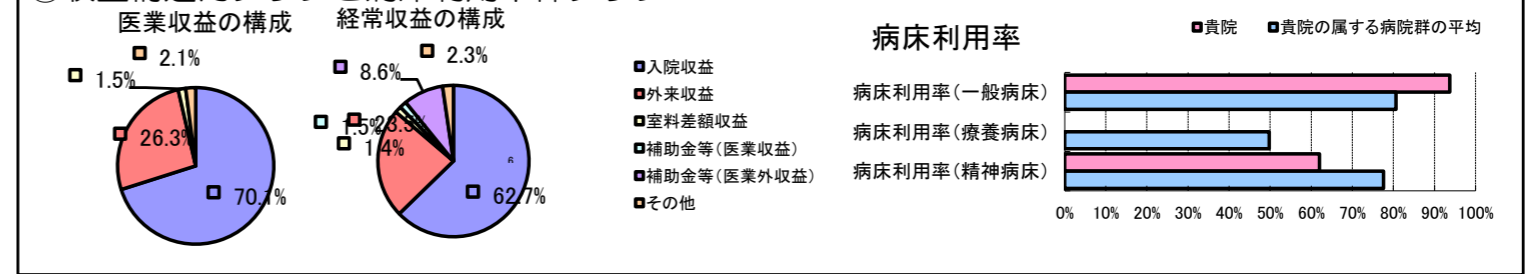 医業収益の構成
2.1%
1.5%
26.3%
70.1%
経常収益の構成
2.3%
8.6%
1.5%
23.5%
1.4%
62.7%
入院収益
外来収益
室料差額収益
補助金等(医業収益)
補助金等(医業外収益)
その他
病床利用率
貴院 貴院の属する病院群の平均
病床利用率(一般病床)
病床利用率(療養病床)
病床利用率(精神病床)
0% 10% 20% 30% 40% 50% 60% 70% 80% 90% 100%